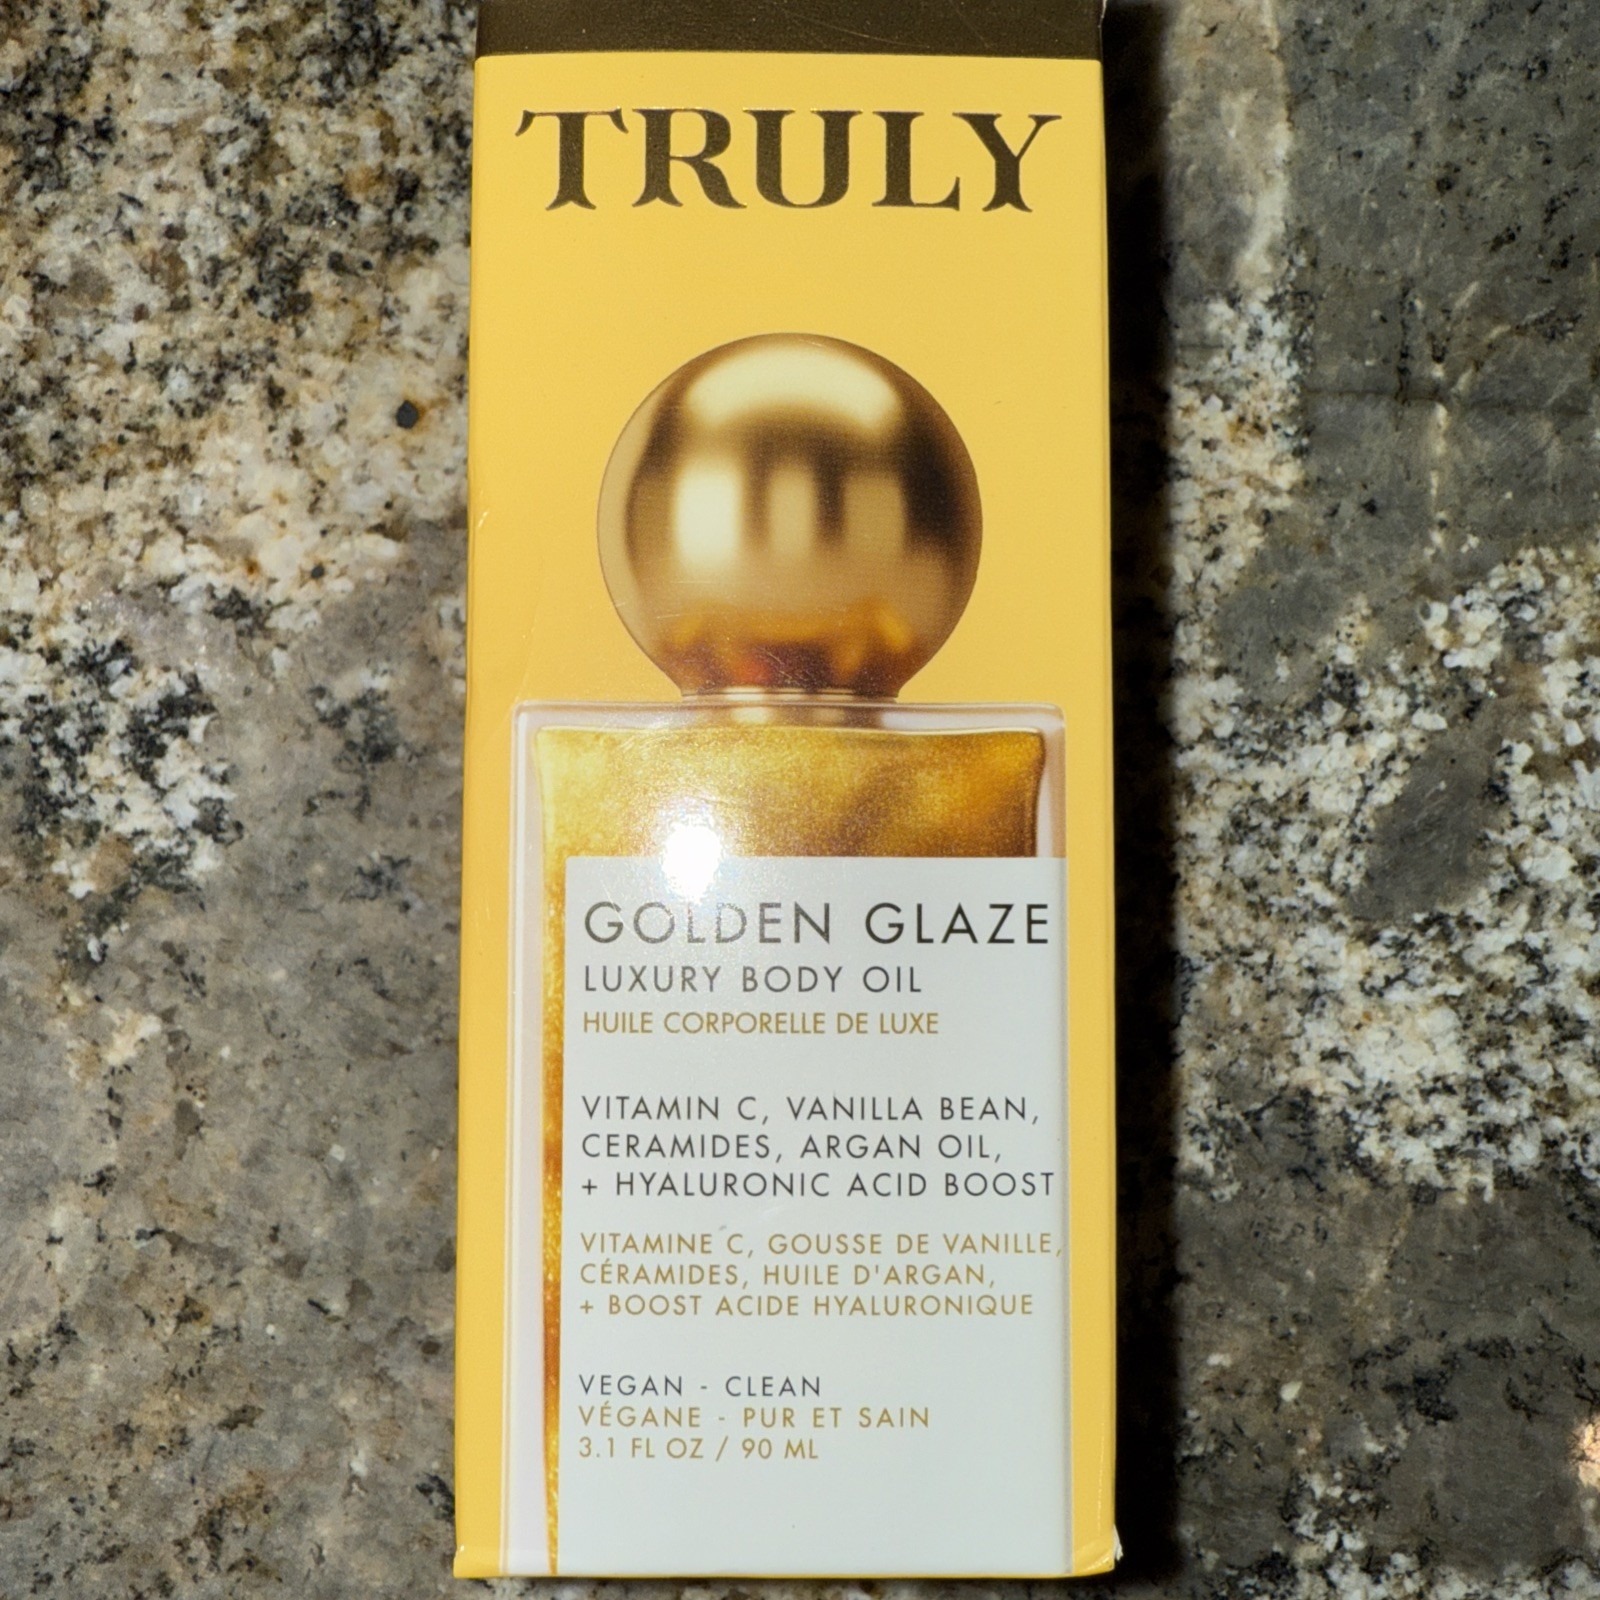 TRULY
GOLDEN GLAZE
LUXURY BODY OIL
HUILE CORPORELLE DE LUXE
VITAMIN C, VANILLA BEAN,
CERAMIDES, ARGAN OIL,
+ HYALURONIC ACID BOOST
VITAMINE C, GOUSSE DE VANILLE,
CÉRAMIDES, HUILE D'ARGAN,
+ BOOST ACIDE HYALURONIQUE
VEGAN - CLEAN
VÉGANE - PUR ET SAIN
3.1 FL OZ / 90 ML